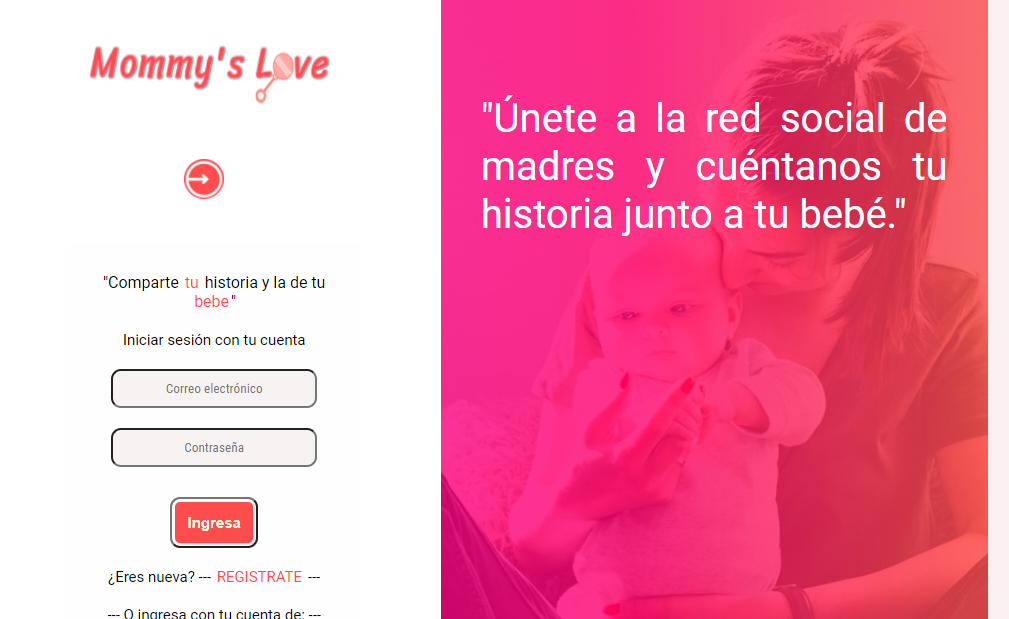 Mommy's Love
"Comparte tu historia y la de tu
bebe"
Iniciar sesión con tu cuenta
Correo electrónico
Contraseña
Ingresa
¿Eres nueva? --- REGISTRATE ---
--- O ingresa con tu cuenta de: ---
"Únete a la red social de
madres y cuéntanos tu
historia junto a tu bebé."